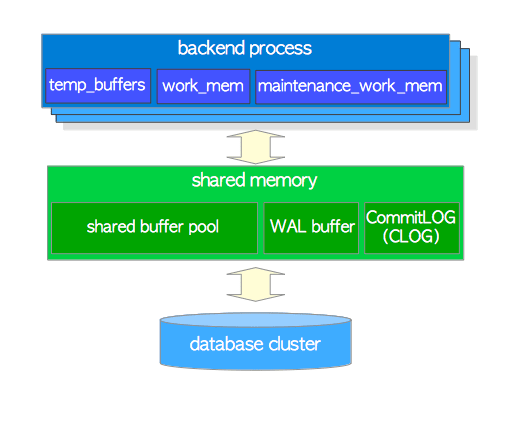 backend process
temp_buffers
work_mem
maintenance_work_mem
shared memory
shared buffer pool
WAL buffer
CommitLOG
(CLOG)
database cluster